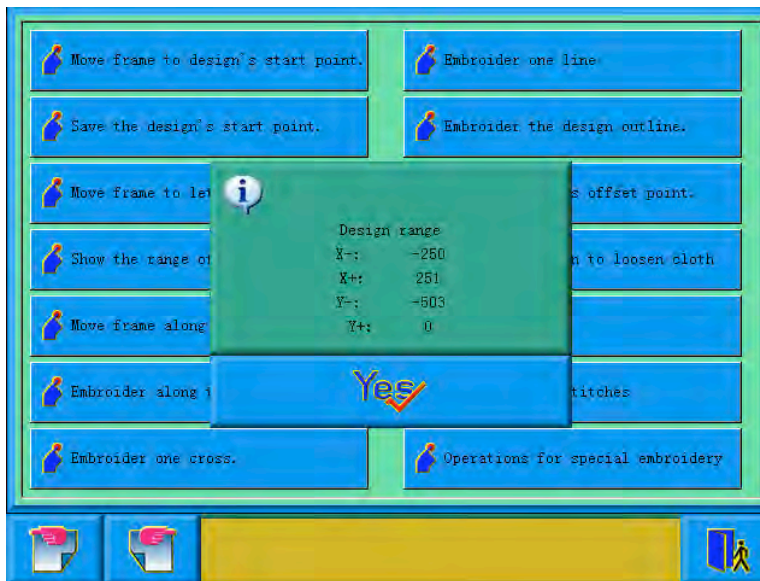 Move frame to design's start point.
Embroider one line
Save the design's start point.
Embroider the design outline.
Move frame to let
s offset point.
Show the range of
n to loosen cloth
Move frame along
Embroider along
titches
Embroider one cross.
Operations for special embroidery
Design range
X-: -250
X+: 251
Y-: -503
Y+: 0
Yes